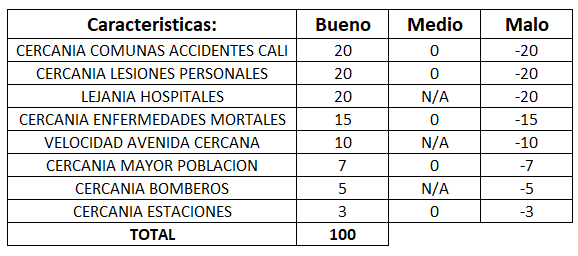 Caracteristicas: Bueno Medio Malo
CERCANIA COMUNAS ACCIDENTES CALI 20 0 -20
CERCANIA LESIONES PERSONALES 20 0 -20
LEJANIA HOSPITALES 20 N/A -20
CERCANIA ENFERMEDADES MORTALES 15 0 -15
VELOCIDAD AVENIDA CERCANA 10 N/A -10
CERCANIA MAYOR POBLACION 7 0 -7
CERCANIA BOMBEROS 5 N/A -5
CERCANIA ESTACIONES 3 0 -3
TOTAL 100